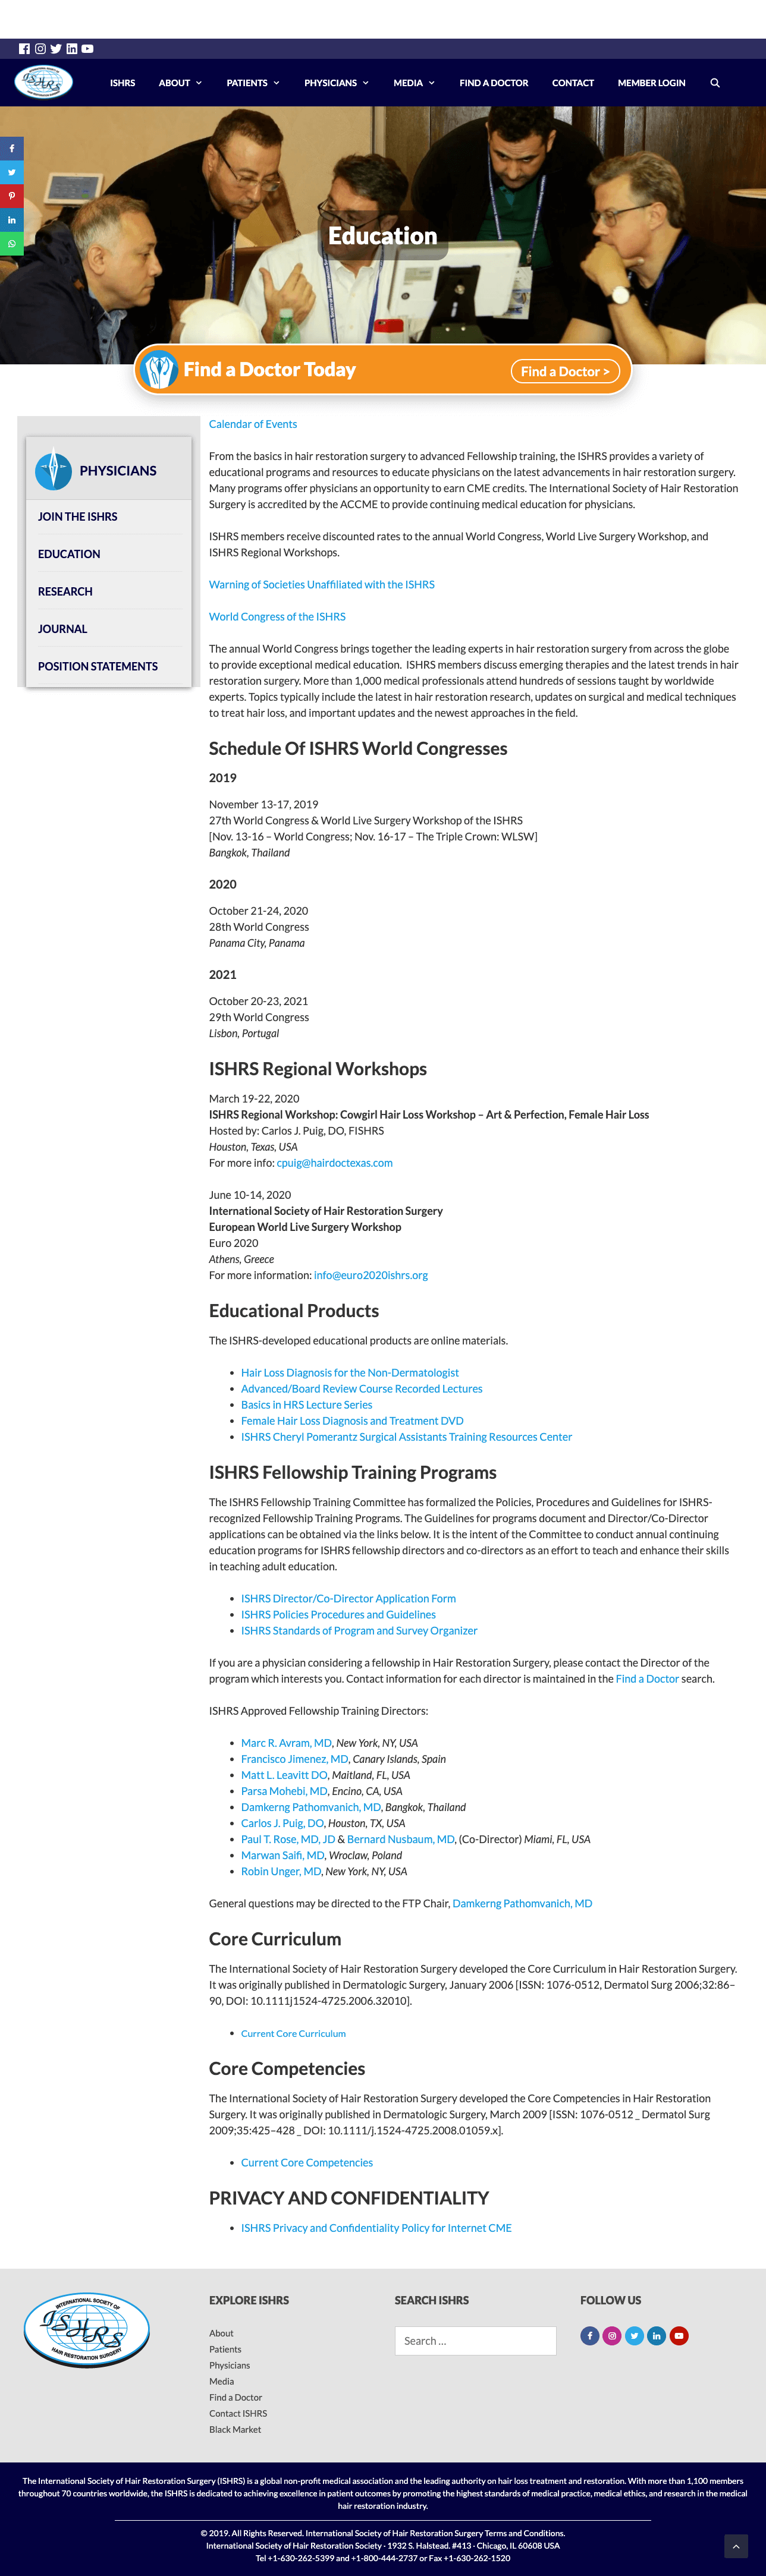 ISHRS
ABOUT
PATIENTS
PHYSICIANS
MEDIA
FIND A DOCTOR
CONTACT
MEMBER LOGIN
Education
Find a Doctor Today
Find a Doctor >
PHYSICIANS
JOIN THE ISHRS
EDUCATION
RESEARCH
JOURNAL
POSITION STATEMENTS
Calendar of Events
From the basics in hair restoration surgery to advanced Fellowship training, the ISHRS provides a variety of
educational programs and resources to educate physicians on the latest advancements in hair restoration surgery.
Many programs offer physicians an opportunity to earn CME credits. The International Society of Hair Restoration
Surgery is accredited by the ACCME to provide continuing medical education for physicians.
ISHRS members receive discounted rates to the annual World Congress, World Live Surgery Workshop, and
ISHRS Regional Workshops.
Warning of Societies Unaffiliated with the ISHRS
World Congress of the ISHRS
The annual World Congress brings together the leading experts in hair restoration surgery from across the globe
to provide exceptional medical education.  ISHRS members discuss emerging therapies and the latest trends in hair
restoration surgery. More than 1,000 medical professionals attend hundreds of sessions taught by worldwide
experts. Topics typically include the latest in hair restoration research, updates on surgical and medical techniques
to treat hair loss, and important updates and the newest approaches in the field.
Schedule Of ISHRS World Congresses
2019
November 13-17, 2019
27th World Congress & World Live Surgery Workshop of the ISHRS
[Nov. 13-16 – World Congress; Nov. 16-17 – The Triple Crown: WLSW]
Bangkok, Thailand
2020
October 21-24, 2020
28th World Congress
Panama City, Panama
2021
October 20-23, 2021
29th World Congress
Lisbon, Portugal
ISHRS Regional Workshops
March 19-22, 2020
ISHRS Regional Workshop: Cowgirl Hair Loss Workshop – Art & Perfection, Female Hair Loss
Hosted by: Carlos J. Puig, DO, FISHRS
Houston, Texas, USA
For more info: cpuig@hairdoctexas.com
June 10-14, 2020
International Society of Hair Restoration Surgery
European World Live Surgery Workshop
Euro 2020
Athens, Greece
For more information: info@euro2020ishrs.org
Educational Products
The ISHRS-developed educational products are online materials.
• Hair Loss Diagnosis for the Non-Dermatologist
• Advanced/Board Review Course Recorded Lectures
• Basics in HRS Lecture Series
• Female Hair Loss Diagnosis and Treatment DVD
• ISHRS Cheryl Pomerantz Surgical Assistants Training Resources Center
ISHRS Fellowship Training Programs
The ISHRS Fellowship Training Committee has formalized the Policies, Procedures and Guidelines for ISHRS-
recognized Fellowship Training Programs. The Guidelines for programs document and Director/Co-Director
applications can be obtained via the links below. It is the intent of the Committee to conduct annual continuing
education programs for ISHRS fellowship directors and co-directors as an effort to teach and enhance their skills
in teaching adult education.
• ISHRS Director/Co-Director Application Form
• ISHRS Policies Procedures and Guidelines
• ISHRS Standards of Program and Survey Organizer
If you are a physician considering a fellowship in Hair Restoration Surgery, please contact the Director of the
program which interests you. Contact information for each director is maintained in the Find a Doctor search.
ISHRS Approved Fellowship Training Directors:
• Marc R. Avram, MD, New York, NY, USA
• Francisco Jimenez, MD, Canary Islands, Spain
• Matt L. Leavitt DO, Maitland, FL, USA
• Parsa Mohebi, MD, Encino, CA, USA
• Damkerng Pathomvanich, MD, Bangkok, Thailand
• Carlos J. Puig, DO, Houston, TX, USA
• Paul T. Rose, MD, JD & Bernard Nusbaum, MD, (Co-Director) Miami, FL, USA
• Marwan Saifi, MD, Wroclaw, Poland
• Robin Unger, MD, New York, NY, USA
General questions may be directed to the FTP Chair, Damkerng Pathomvanich, MD
Core Curriculum
The International Society of Hair Restoration Surgery developed the Core Curriculum in Hair Restoration Surgery.
It was originally published in Dermatologic Surgery, January 2006 [ISSN: 1076-0512, Dermatol Surg 2006;32:86–
90, DOI: 10.1111j1524-4725.2006.32010].
• Current Core Curriculum
Core Competencies
The International Society of Hair Restoration Surgery developed the Core Competencies in Hair Restoration
Surgery. It was originally published in Dermatologic Surgery, March 2009 [ISSN: 1076-0512 _ Dermatol Surg
2009;35:425–428 _ DOI: 10.1111/j.1524-4725.2008.01059.x].
• Current Core Competencies
PRIVACY AND CONFIDENTIALITY
• ISHRS Privacy and Confidentiality Policy for Internet CME
INTERNATIONAL SOCIETY OF
ISHRS
HAIR RESTORATION SURGERY
EXPLORE ISHRS
About
Patients
Physicians
Media
Find a Doctor
Contact ISHRS
Black Market
SEARCH ISHRS
Search ...
FOLLOW US
The International Society of Hair Restoration Surgery (ISHRS) is a global non-profit medical association and the leading authority on hair loss treatment and restoration. With more than 1,100 members
throughout 70 countries worldwide, the ISHRS is dedicated to achieving excellence in patient outcomes by promoting the highest standards of medical practice, medical ethics, and research in the medical
hair restoration industry.
© 2019. All Rights Reserved. International Society of Hair Restoration Surgery Terms and Conditions.
International Society of Hair Restoration Society · 1932 S. Halstead. #413 · Chicago, IL 60608 USA
Tel +1-630-262-5399 and +1-800-444-2737 or Fax +1-630-262-1520